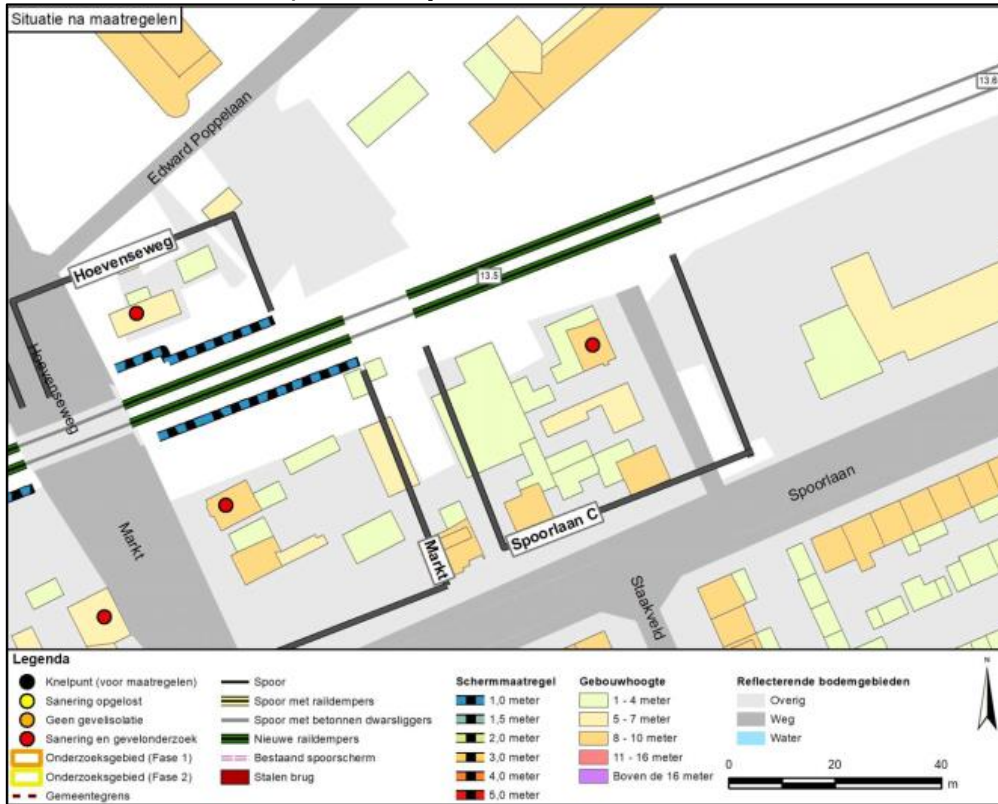 Situatie na maatregelen
13.6
Edward Poppelaan
Hoevenseweg
13.5
Hoevenseweg
Markt
Markt
Spoorlaan C
Spoorlaan
Staakveld
Legenda
Knelpunt (voor maatregelen)
Sanering opgelost
Geen gevelisolatie
Sanering en gevelonderzoek
Onderzoeksgebied (Fase 1)
Onderzoeksgebied (Fase 2)
Gemeentegrens
Spoor
Spoor met raildempers
Spoor met betonnen dwarsliggers
Nieuwe raildempers
Bestaand spoorscherm
Stalen brug
Schermmaatregel
1,0 meter
1,5 meter
2,0 meter
3,0 meter
4,0 meter
5,0 meter
Gebouwhoogte
1 - 4 meter
5 - 7 meter
8 - 10 meter
11 - 16 meter
Boven de 16 meter
Reflecterende bodemgebieden
Overig
Weg
Water
N
0 20 40
m